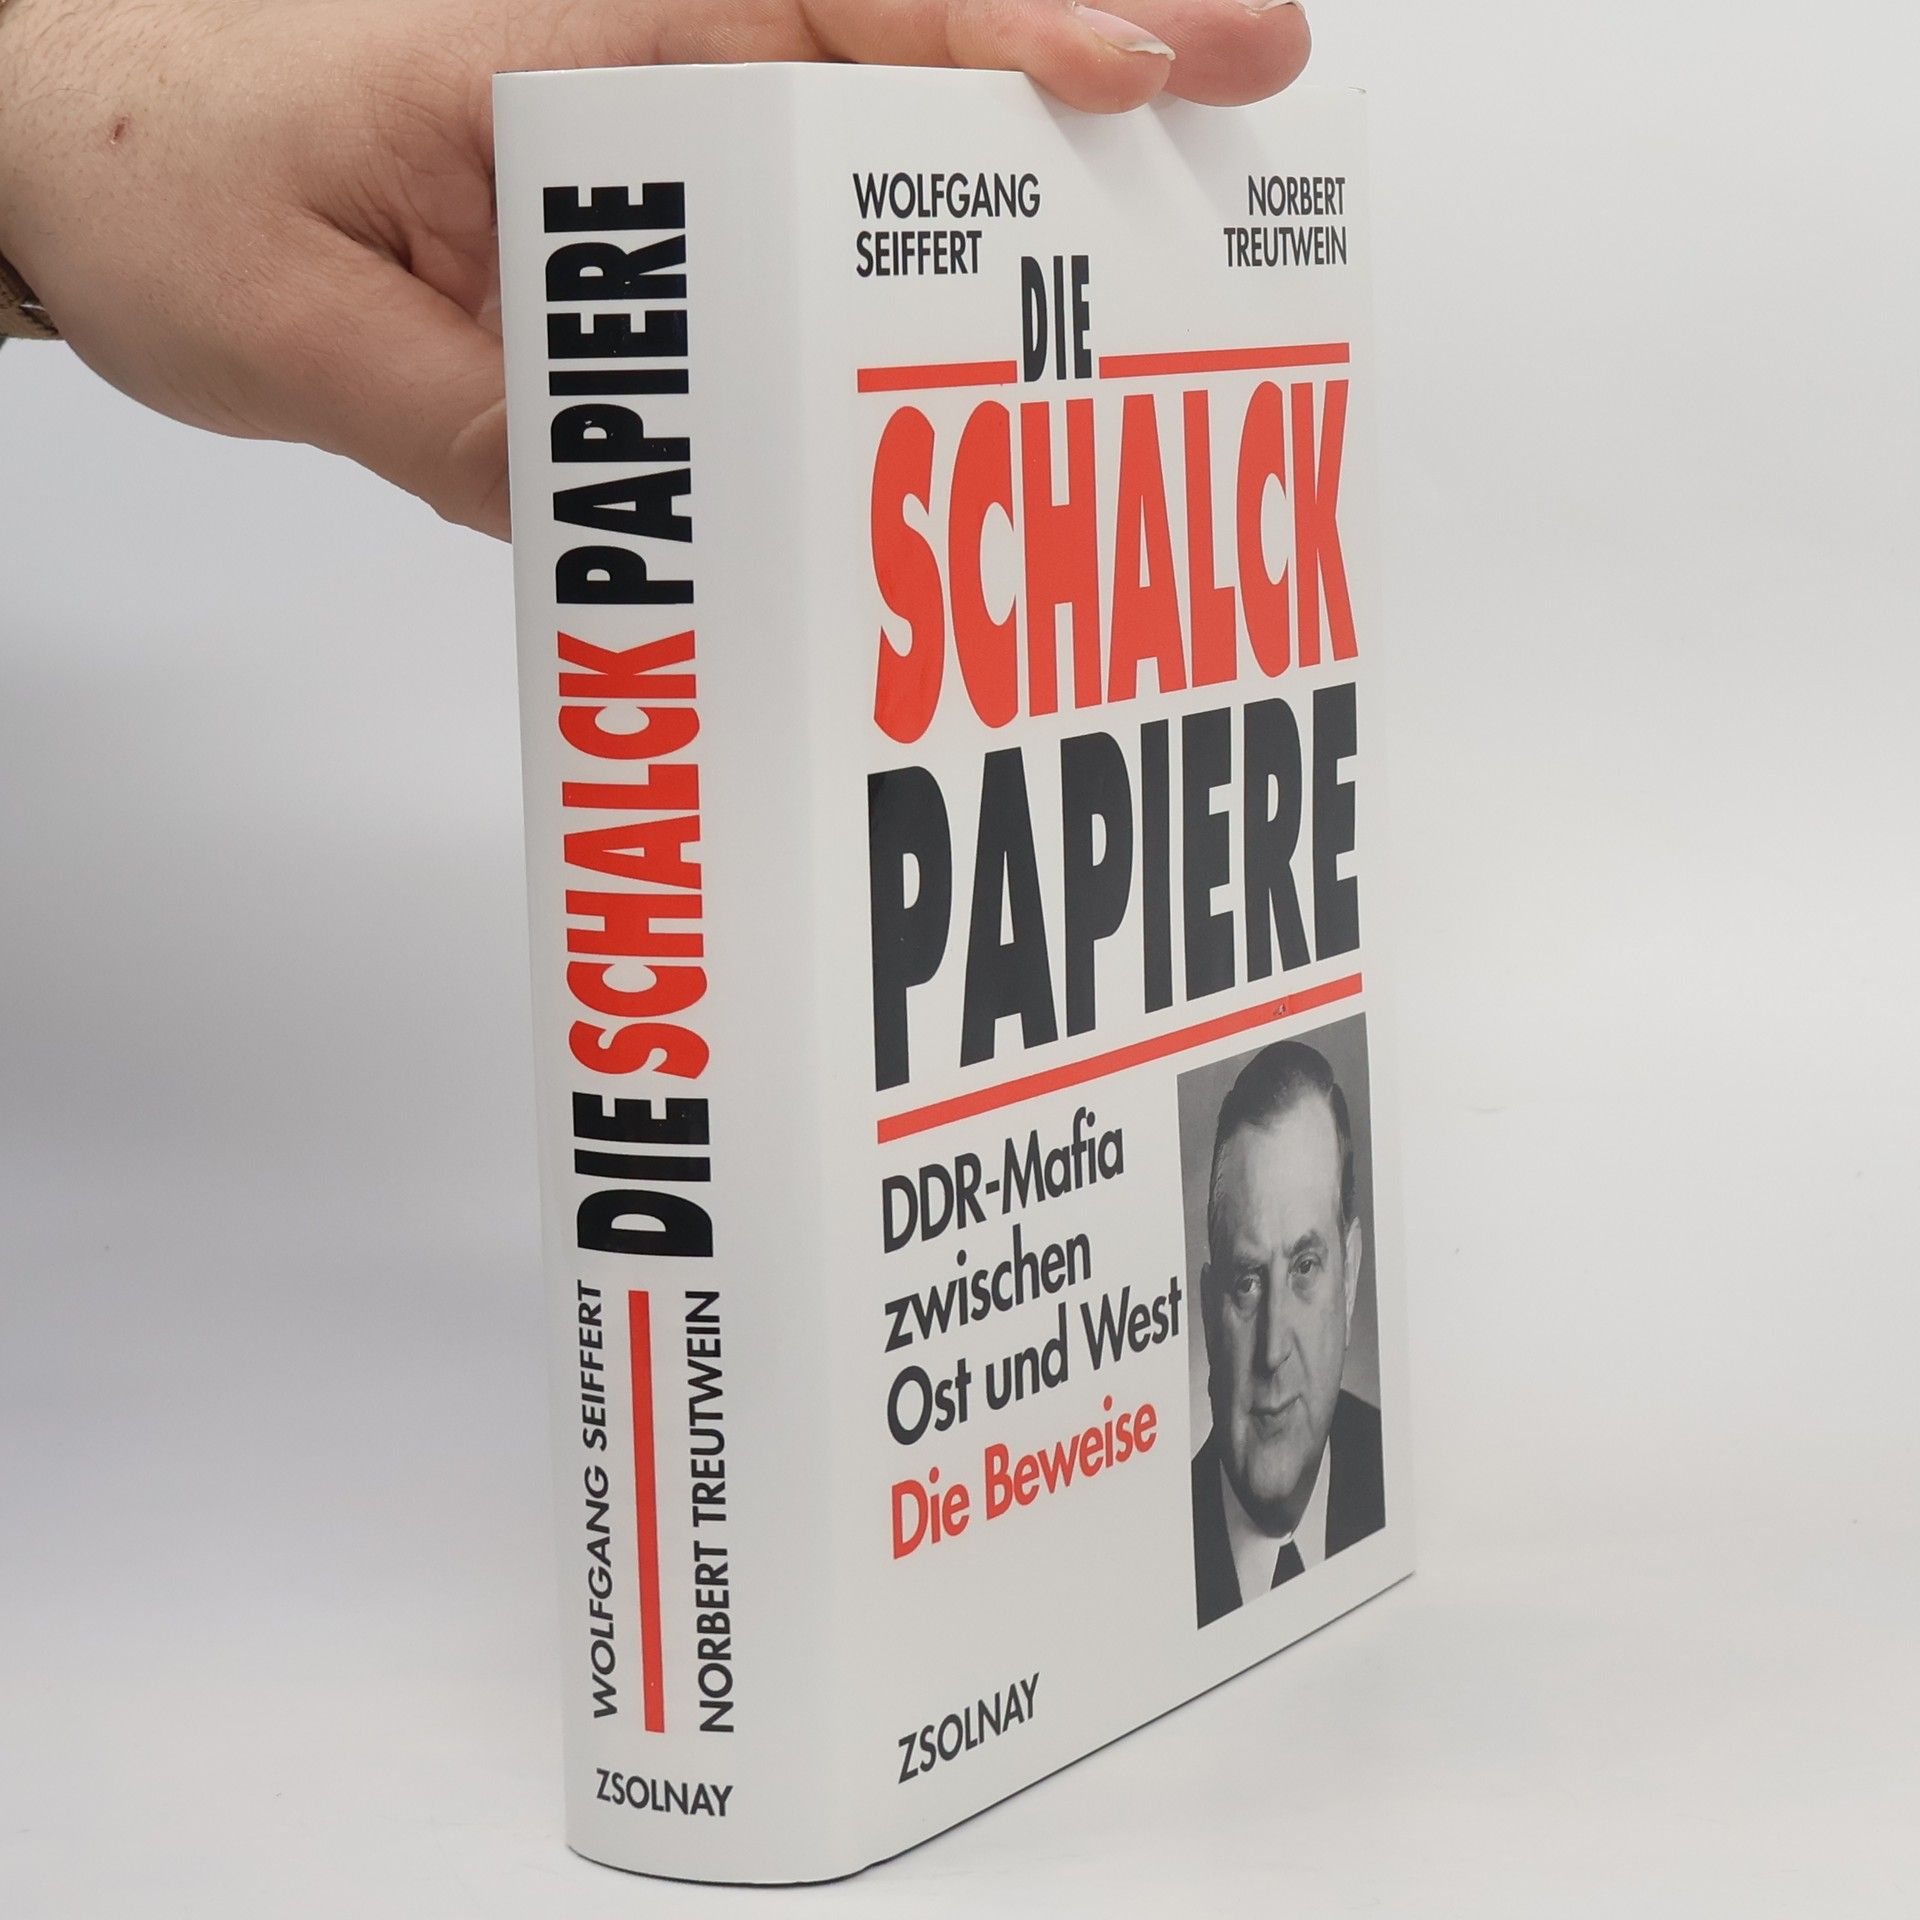 WOLFGANG SEIFFERT
NORBERT TREUTWEIN
DIE SCHALCK PAPIERE
ZSOLNAY
WOLFGANG
SEIFFERT
NORBERT
TREUTWEIN
DIE
SCHALCK
PAPIERE
DDR-Mafia
zwischen
Ost und West
Die Beweise
ZSOLNAY